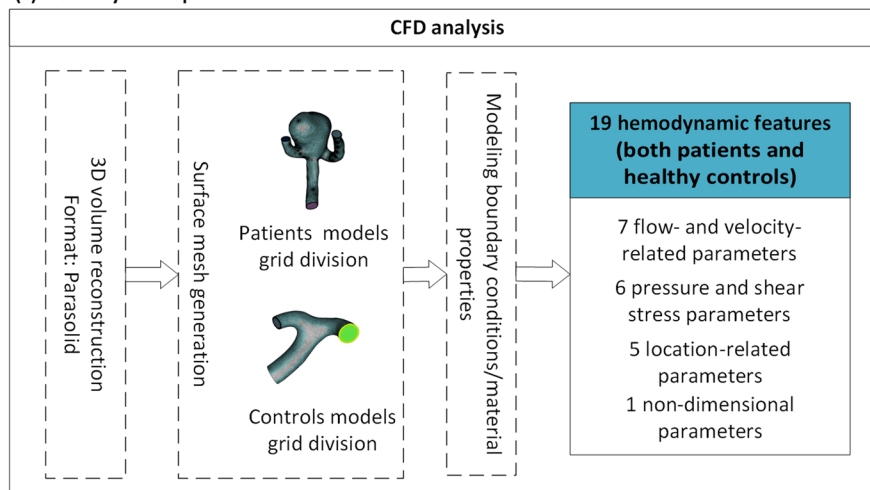 CFD analysis
3D volume reconstruction
Format: Parasolid
Surface mesh generation
Patients models
grid division
Controls models
grid division
Modeling boundary conditions/material
properties
19 hemodynamic features
(both patients and
healthy controls)
7 flow- and velocity-
related parameters
6 pressure and shear
stress parameters
5 location-related
parameters
1 non-dimensional
parameters